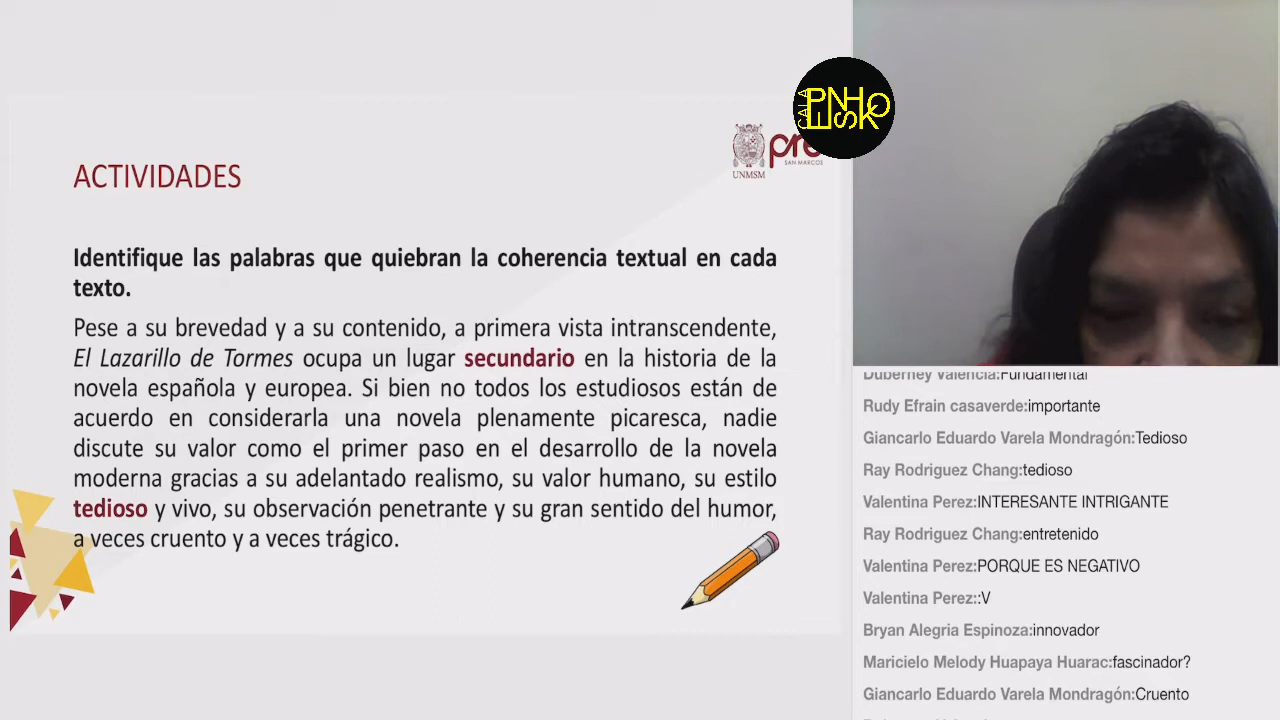 CALA
PNHO
ESK
UNMSM
pre
SAN MARCOS
ACTIVIDADES
Identifique las palabras que quiebran la coherencia textual en cada
texto.
Pese a su brevedad y a su contenido, a primera vista intranscendente,
El Lazarillo de Tormes ocupa un lugar secundario en la historia de la
novela española y europea. Si bien no todos los estudiosos están de
acuerdo en considerarla una novela plenamente picaresca, nadie
discute su valor como el primer paso en el desarrollo de la novela
moderna gracias a su adelantado realismo, su valor humano, su estilo
tedioso y vivo, su observación penetrante y su gran sentido del humor,
a veces cruento y a veces trágico.
Duberney Valencia:Fundamental
Rudy Efrain casaverde:importante
Giancarlo Eduardo Varela Mondragón:Tedioso
Ray Rodriguez Chang:tedioso
Valentina Perez:INTERESANTE INTRIGANTE
Ray Rodriguez Chang:entretenido
Valentina Perez:PORQUE ES NEGATIVO
Valentina Perez::V
Bryan Alegria Espinoza:innovador
Maricielo Melody Huapaya Huarac:fascinador?
Giancarlo Eduardo Varela Mondragón:Cruento